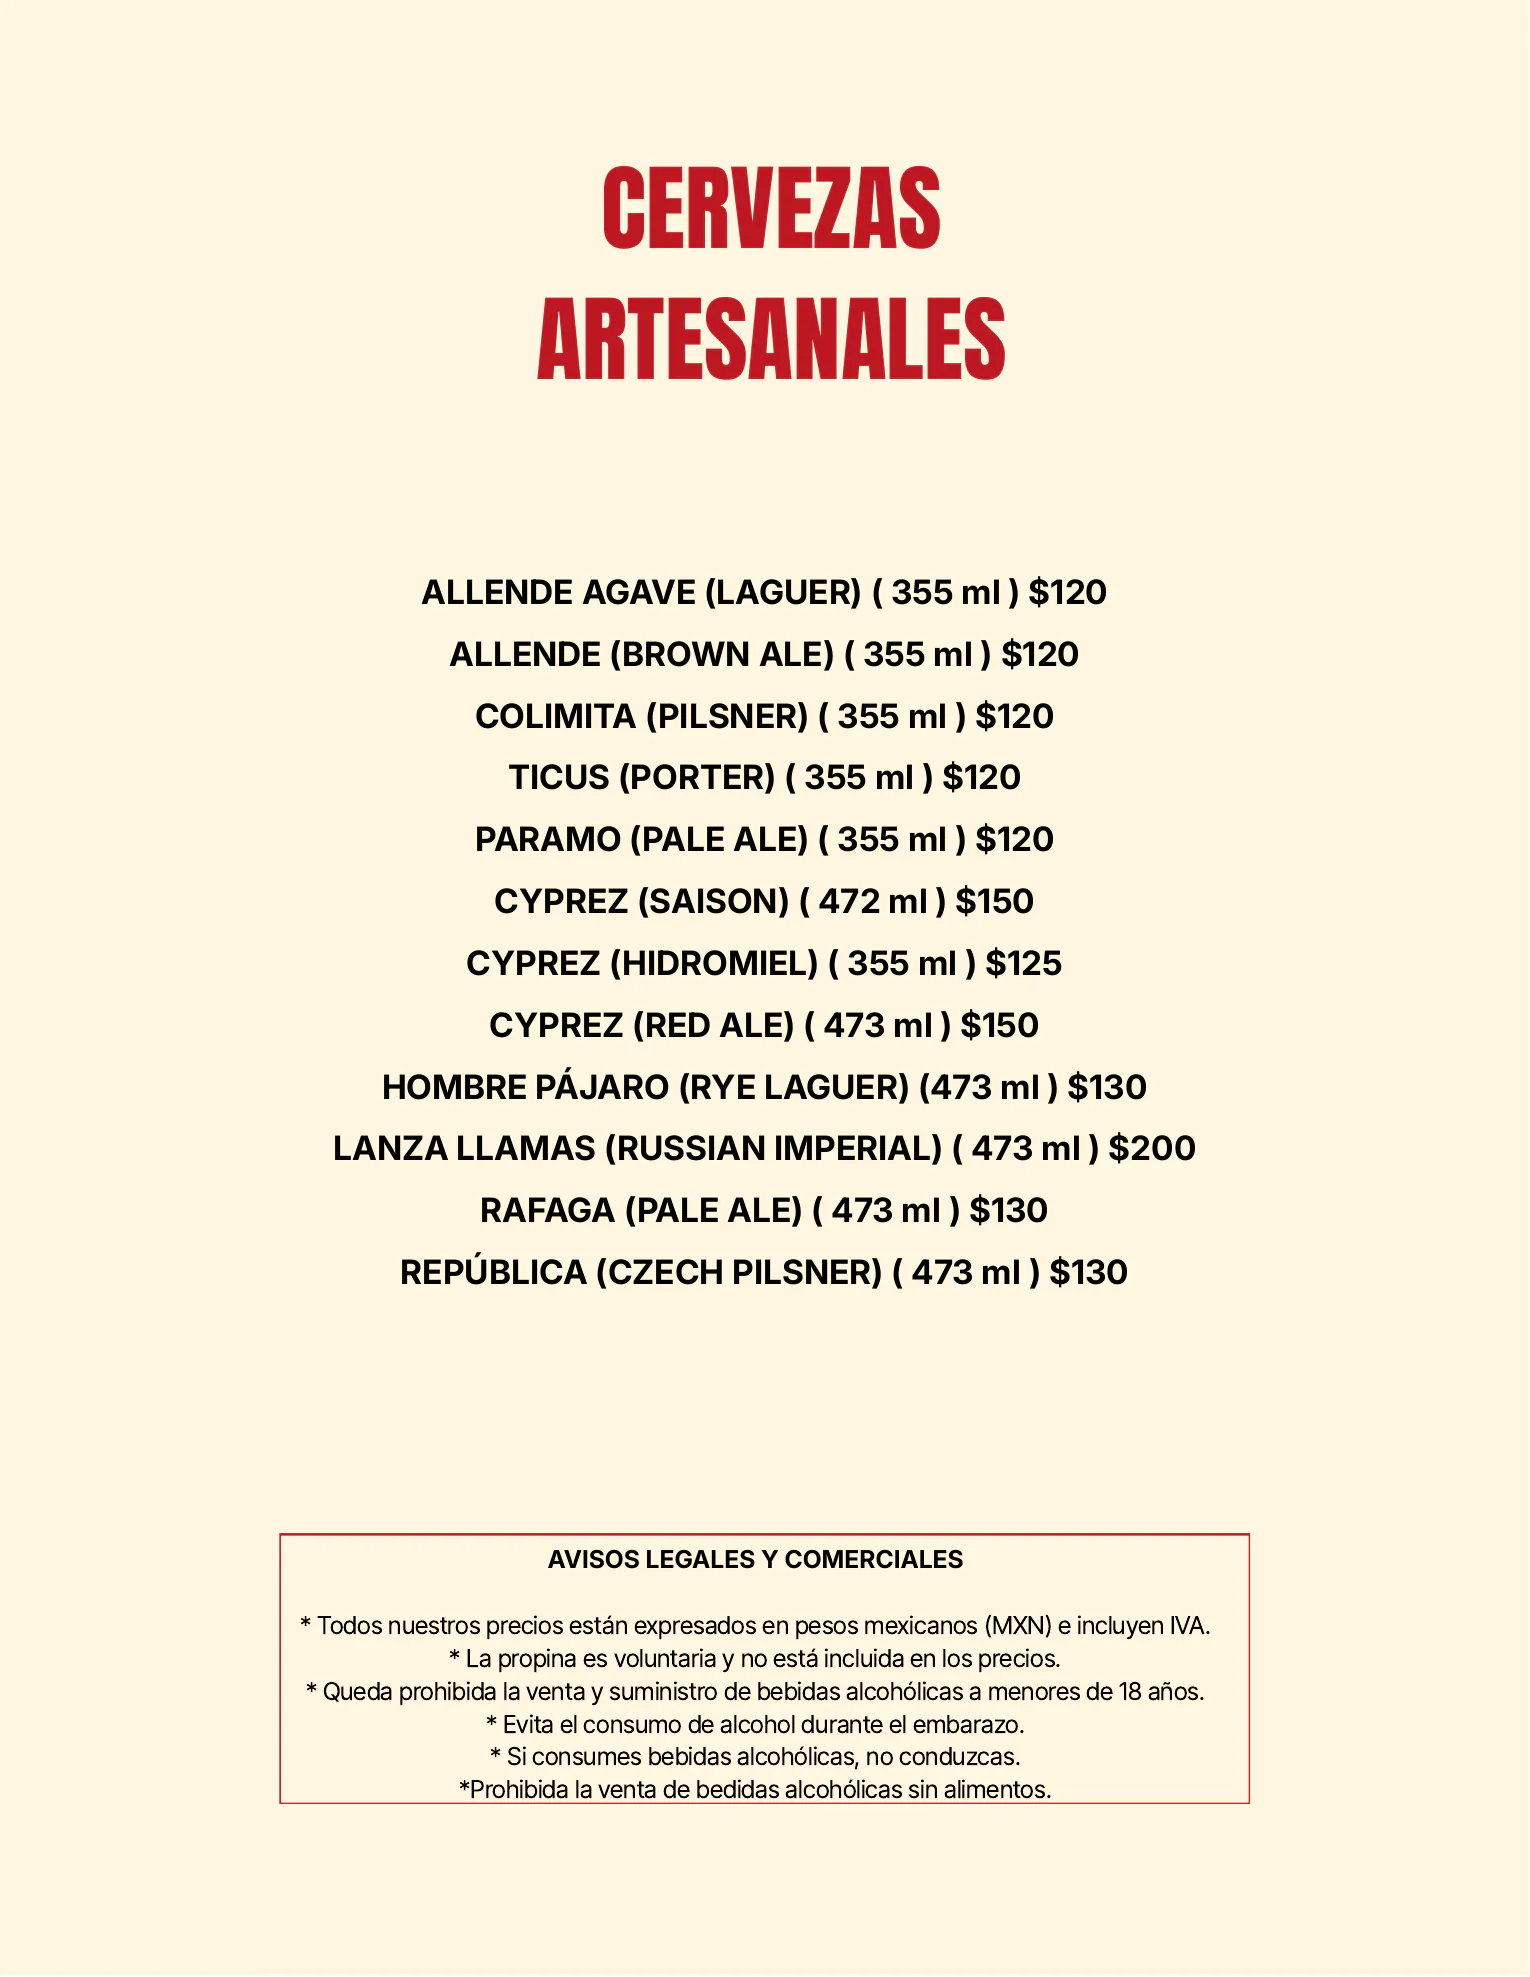 CERVEZAS
ARTESANALES
ALLENDE AGAVE (LAGUER) ( 355 ml ) $120
ALLENDE (BROWN ALE) ( 355 ml ) $120
COLIMITA (PILSNER) ( 355 ml ) $120
TICUS (PORTER) ( 355 ml ) $120
PARAMO (PALE ALE) ( 355 ml ) $120
CYPREZ (SAISON) ( 472 ml ) $150
CYPREZ (HIDROMIEL) ( 355 ml ) $125
CYPREZ (RED ALE) ( 473 ml ) $150
HOMBRE PÁJARO (RYE LAGUER) (473 ml ) $130
LANZA LLAMAS (RUSSIAN IMPERIAL) ( 473 ml ) $200
RAFAGA (PALE ALE) ( 473 ml ) $130
REPÚBLICA (CZECH PILSNER) ( 473 ml ) $130
AVISOS LEGALES Y COMERCIALES
* Todos nuestros precios están expresados en pesos mexicanos (MXN) e incluyen IVA.
* La propina es voluntaria y no está incluida en los precios.
* Queda prohibida la venta y suministro de bebidas alcohólicas a menores de 18 años.
* Evita el consumo de alcohol durante el embarazo.
* Si consumes bebidas alcohólicas, no conduzcas.
*Prohibida la venta de bedidas alcohólicas sin alimentos.